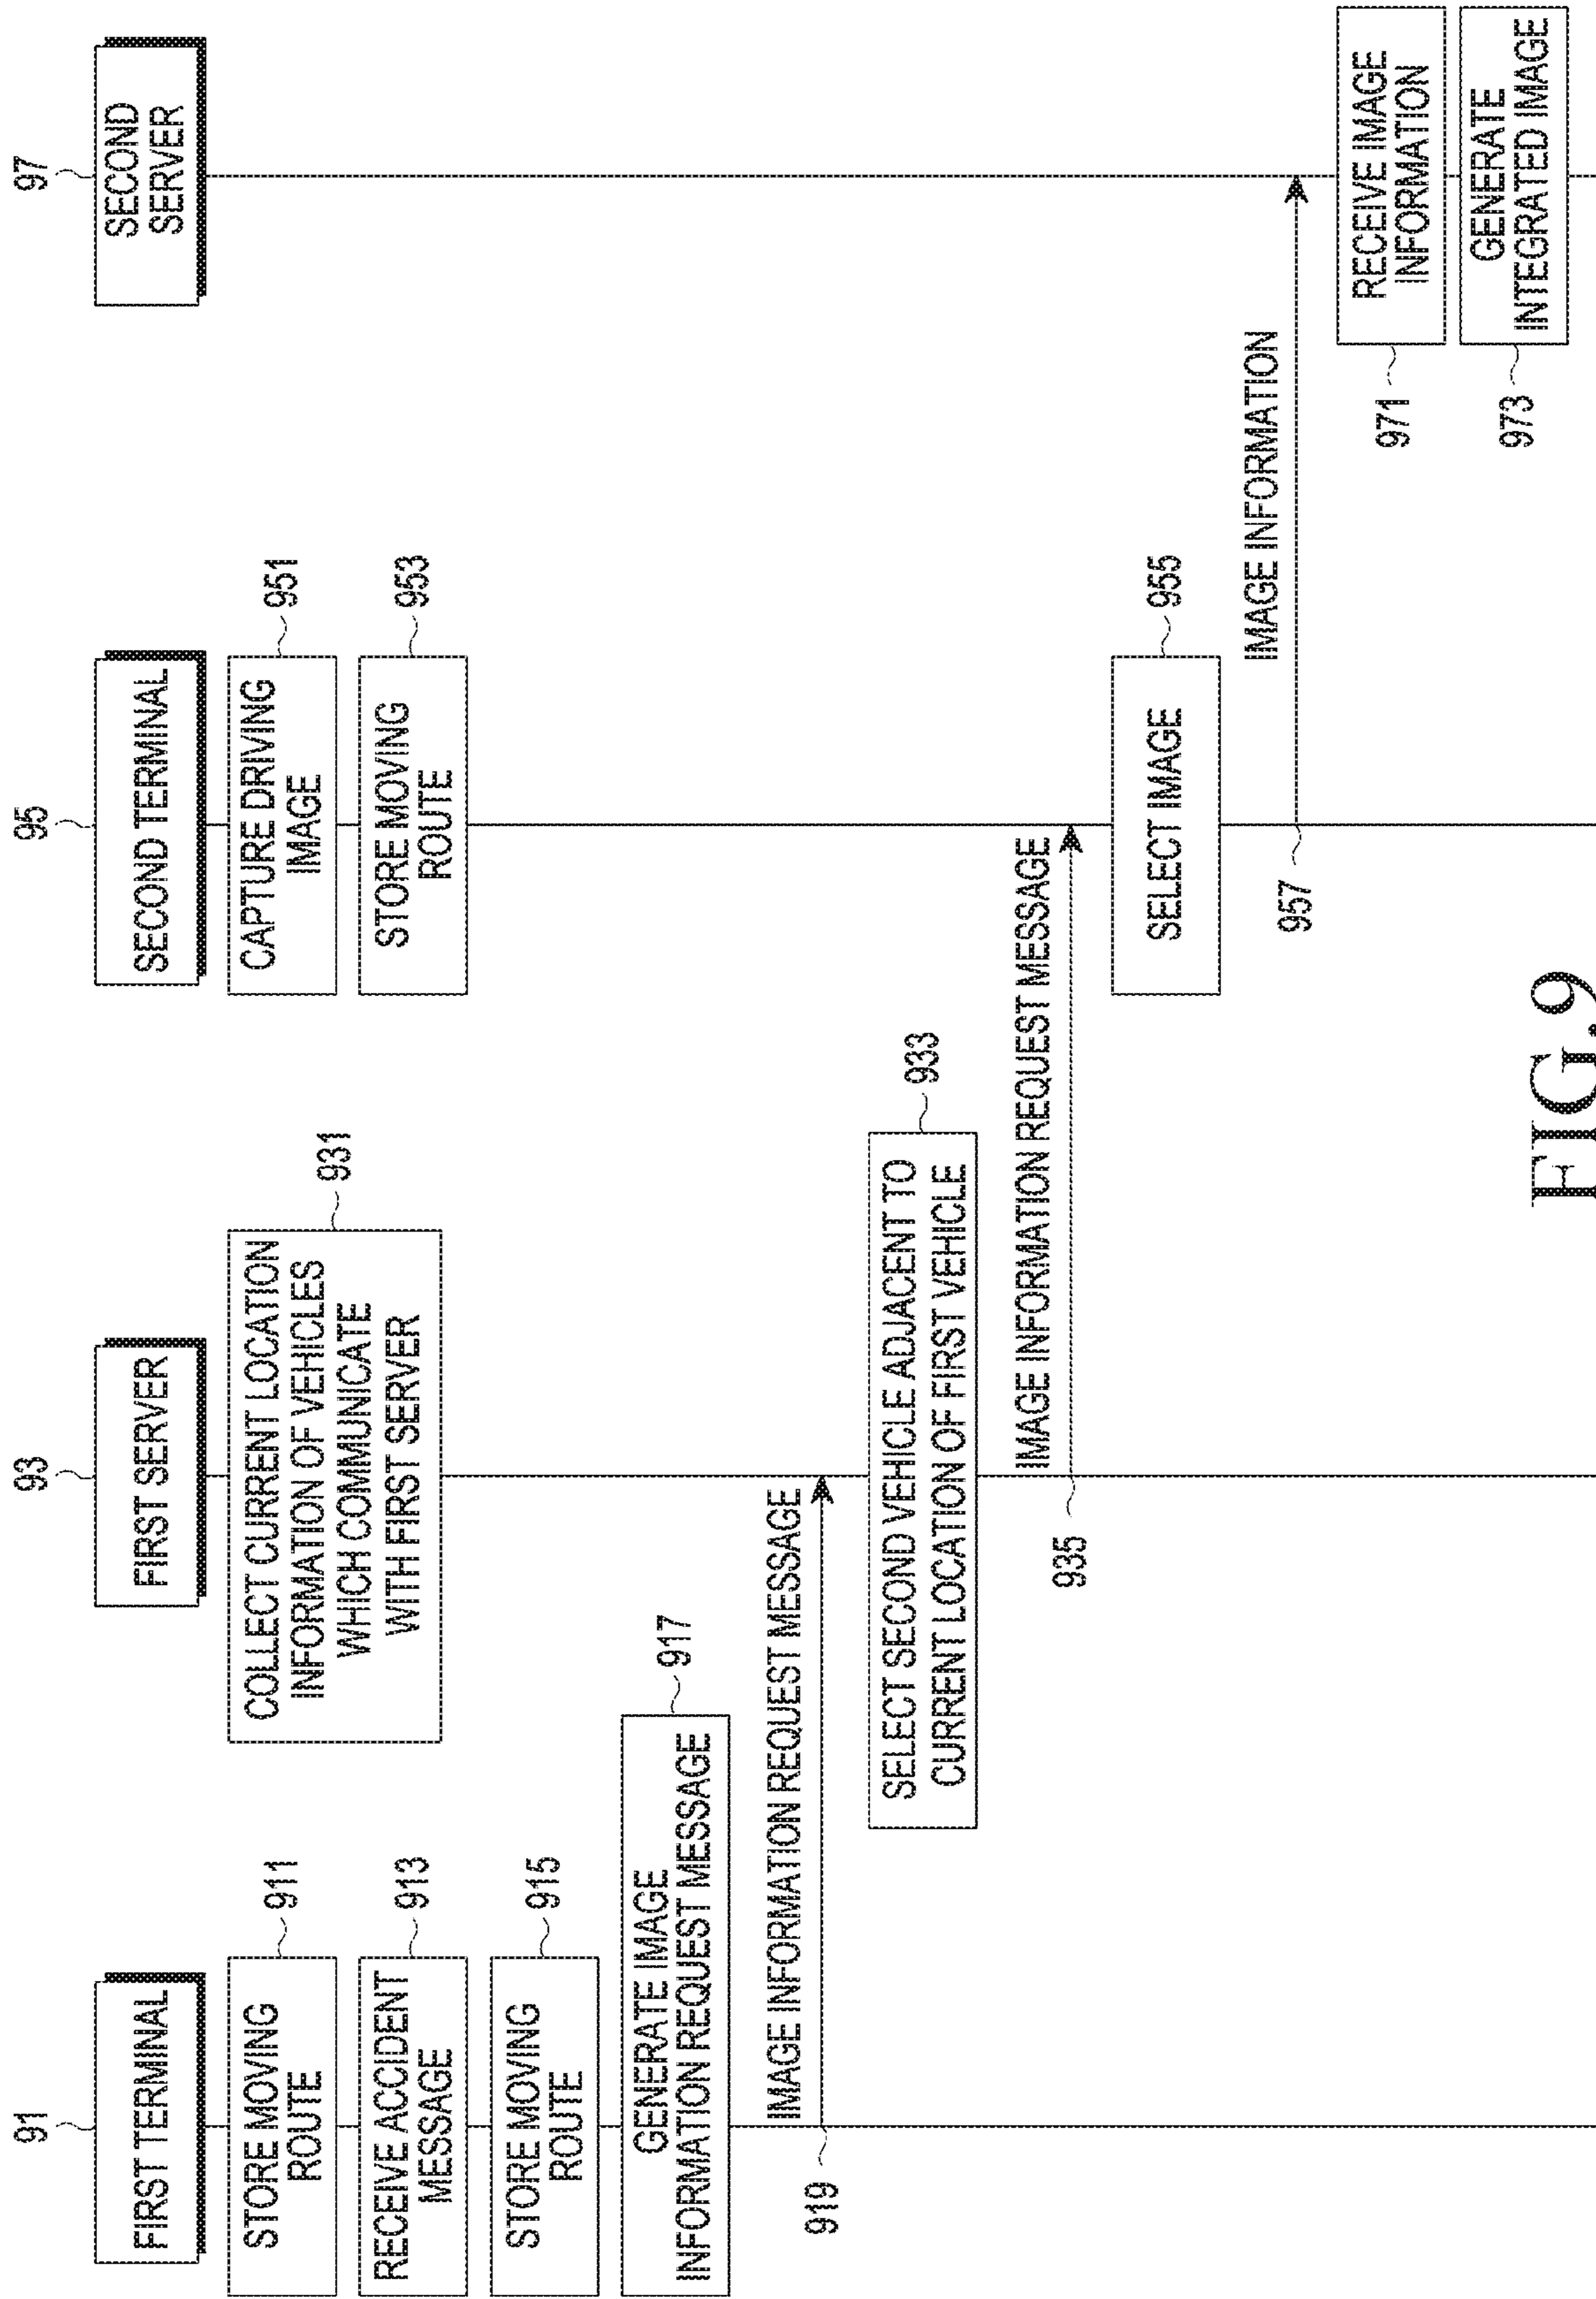 91
FIRST TERMINAL
STORE MOVING
ROUTE
911
RECEIVE ACCIDENT
MESSAGE
913
STORE MOVING
ROUTE
915
GENERATE IMAGE
INFORMATION REQUEST MESSAGE
917
IMAGE INFORMATION REQUEST MESSAGE
919
93
FIRST SERVER
COLLECT CURRENT LOCATION
INFORMATION OF VEHICLES
WHICH COMMUNICATE
WITH FIRST SERVER
931
SELECT SECOND VEHICLE ADJACENT TO
CURRENT LOCATION OF FIRST VEHICLE
933
IMAGE INFORMATION REQUEST MESSAGE
935
95
SECOND TERMINAL
CAPTURE DRIVING
IMAGE
951
STORE MOVING
ROUTE
953
SELECT IMAGE
955
IMAGE INFORMATION
957
97
SECOND
SERVER
RECEIVE IMAGE
INFORMATION
971
GENERATE
INTEGRATED IMAGE
973
FIG.9